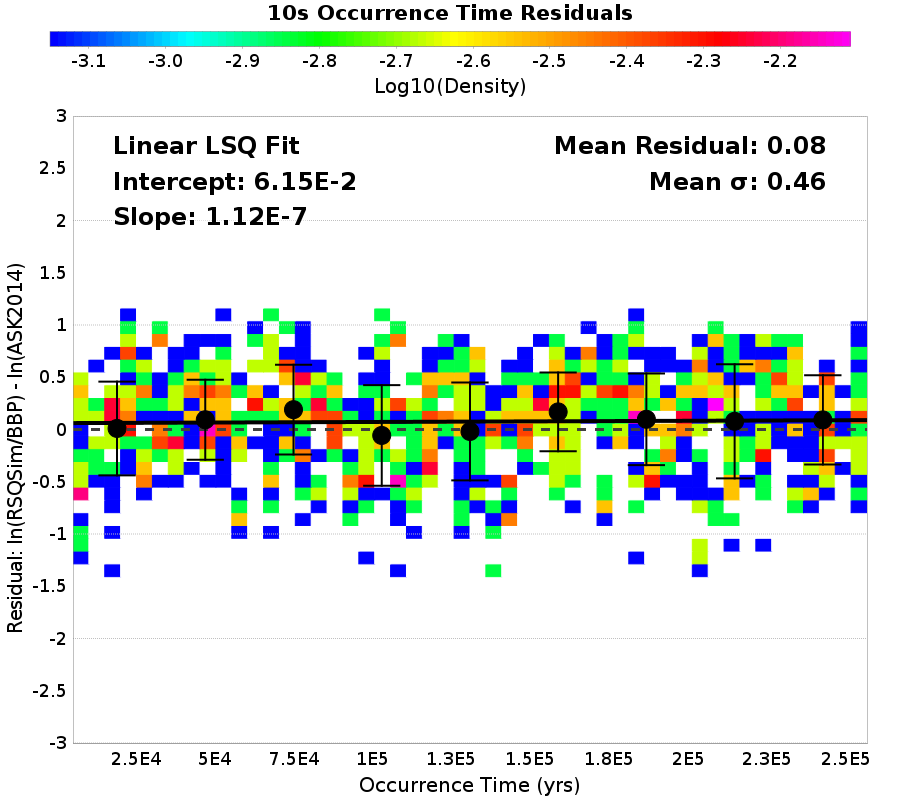 10s Occurrence Time Residuals
-3.1 -3.0 -2.9 -2.8 -2.7 -2.6 -2.5 -2.4 -2.3 -2.2
Log10(Density)
Linear LSQ Fit
Intercept: 6.15E-2
Slope: 1.12E-7
Mean Residual: 0.08
Mean σ: 0.46
Residual: ln(RSQSim/BBP) - ln(ASK2014)
3
2.5
2
1.5
1
0.5
0
-0.5
-1
-1.5
-2
-2.5
-3
2.5E4 5E4 7.5E4 1E5 1.3E5 1.5E5 1.8E5 2E5 2.3E5 2.5E5
Occurrence Time (yrs)